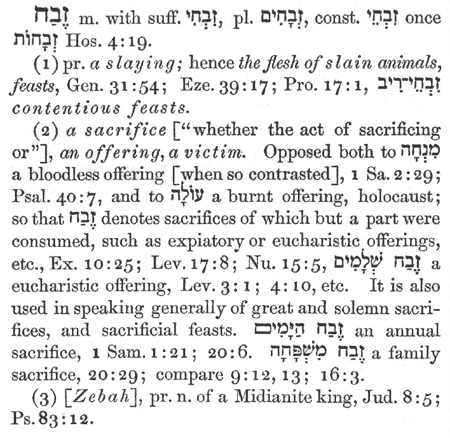 זֶבַח m. with suff. זִבְחִי, pl. זְבָחִים, const. זִבְחֵי once
זְבָחוֹת Hos. 4:19.
(1) pr. a slaying; hence the flesh of slain animals,
feasts, Gen. 31:54; Eze. 39:17; Pro. 17:1, זִבְחֵי־רִיב
contentious feasts.
(2) a sacrifice [“whether the act of sacrificing
or”], an offering, a victim. Opposed both to מִנְחָה
a bloodless offering [when so contrasted], 1 Sa. 2:29;
Psal. 40:7, and to עוֹלָה a burnt offering, holocaust;
so that זֶבַח denotes sacrifices of which but a part were
consumed, such as expiatory or eucharistic offerings,
etc., Ex. 10:25; Lev. 17:8; Nu. 15:5, זֶבַח שְׁלָמִים a
eucharistic offering, Lev. 3:1; 4:10, etc. It is also
used in speaking generally of great and solemn sacri-
fices, and sacrificial feasts. זֶבַח הַיָּמִים an annual
sacrifice, 1 Sam. 1:21; 20:6. זֶבַח מִשְׁפָּחָה a family
sacrifice, 20:29; compare 9:12, 13; 16:3.
(3) [Zebah], pr. n. of a Midianite king, Jud. 8:5;
Ps. 83:12.